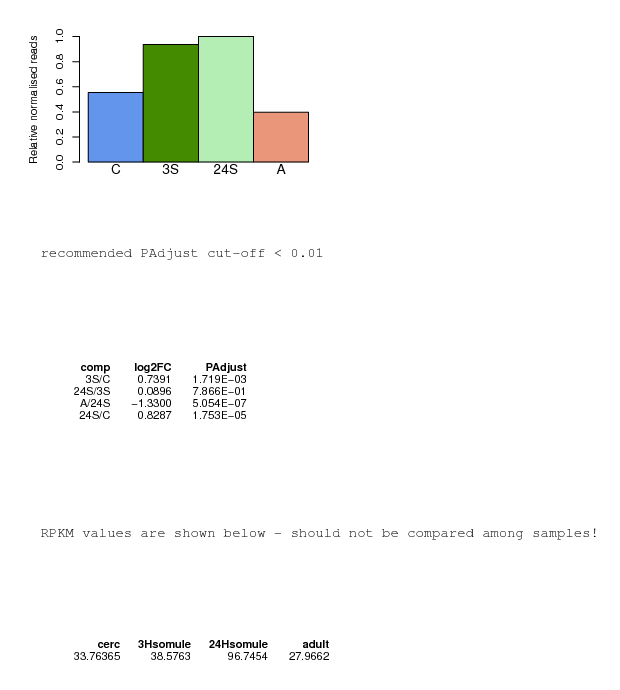 Relative normalised reads
1.0
0.8
0.6
0.4
0.2
0.0
C 3S 24S A
recommended PAdjust cut-off < 0.01
comp log2FC PAdjust
3S/C 0.7391 1.719E−03
24S/3S 0.0896 7.866E−01
A/24S −1.3300 5.054E−07
24S/C 0.8287 1.753E−05
RPKM values are shown below - should not be compared among samples!
cerc 3Hsomule 24Hsomule adult
33.76365 38.5763 96.7454 27.9662